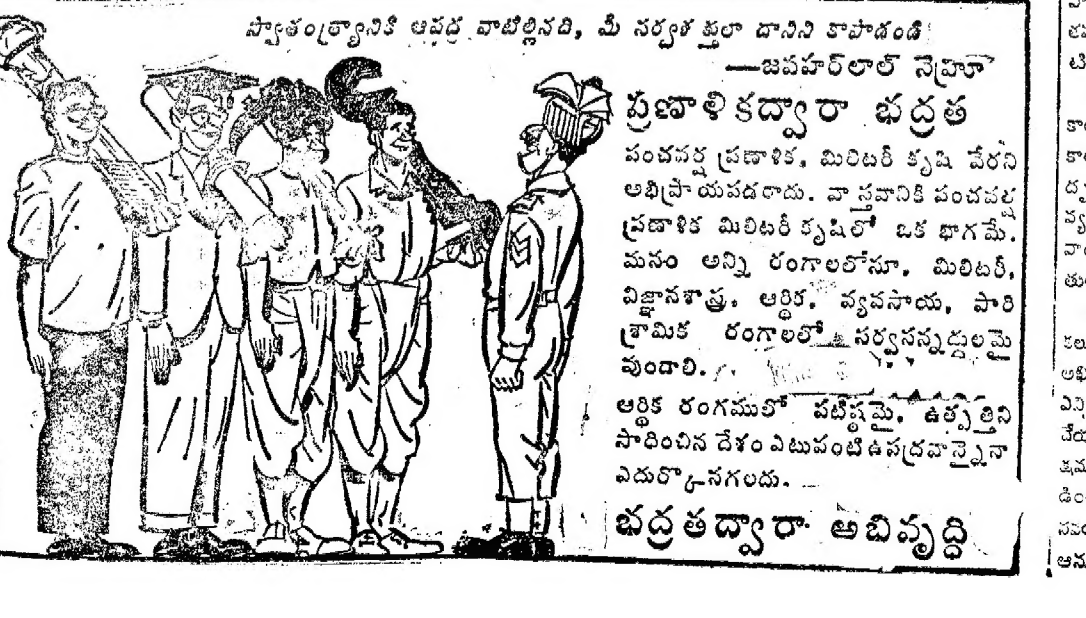 స్వాతంత్ర్యానికి ఆపద వాటిల్లినది, మీ సర్వశక్తులా దానిని కాపాడండి
—జవహర్‌లాల్ నెహ్రూ
ప్రణాళికద్వారా భద్రత
పంచవర్ష ప్రణాళిక, మిలిటరీ కృషి వేరని
అభిప్రాయపడరాదు. వాస్తవానికి పంచవర్ష
ప్రణాళిక మిలిటరీ కృషిలో ఒక భాగమే.
మనం అన్ని రంగాలలోనూ, మిలిటరీ,
విజ్ఞానశాస్త్ర, ఆర్థిక, వ్యవసాయ, పారి
శ్రామిక రంగాలలో సర్వసన్నద్ధులమై
వుండాలి.
ఆర్థిక రంగములో పటిష్ఠమై, ఉత్పత్తిని
సాధించిన దేశం ఎటువంటి ఉపద్రవాన్నైనా
ఎదుర్కొనగలదు.
భద్రతద్వారా అభివృద్ధి